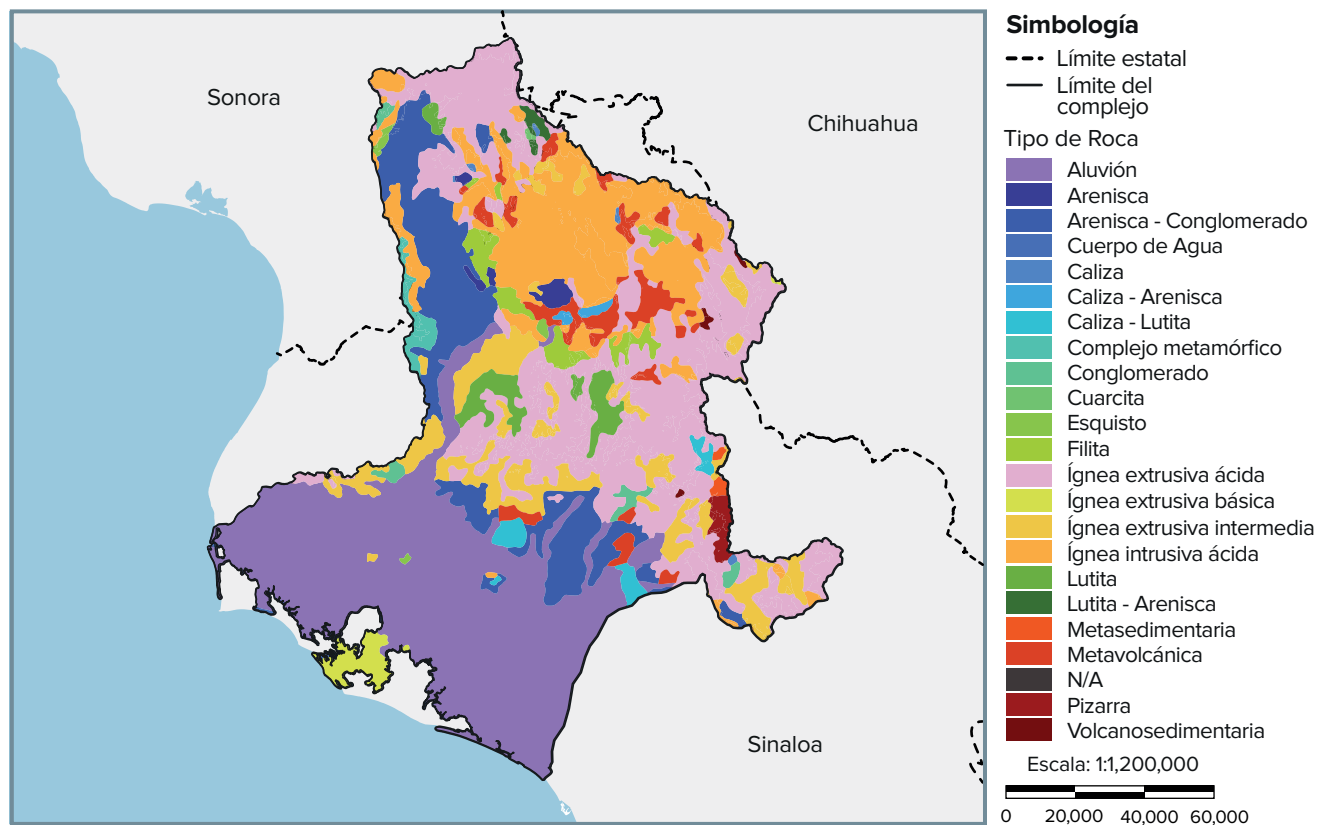 Sonora
Chihuahua
Sinaloa
Simbología
Límite estatal
Límite del
complejo
Tipo de Roca
Aluvión
Arenisca
Arenisca - Conglomerado
Cuerpo de Agua
Caliza
Caliza - Arenisca
Caliza - Lutita
Complejo metamórfico
Conglomerado
Cuarcita
Esquisto
Filita
Ígnea extrusiva ácida
Ígnea extrusiva básica
Ígnea extrusiva intermedia
Ígnea intrusiva ácida
Lutita
Lutita - Arenisca
Metasedimentaria
Metavolcánica
N/A
Pizarra
Volcanosedimentaria
Escala: 1:1,200,000
0 20,000 40,000 60,000